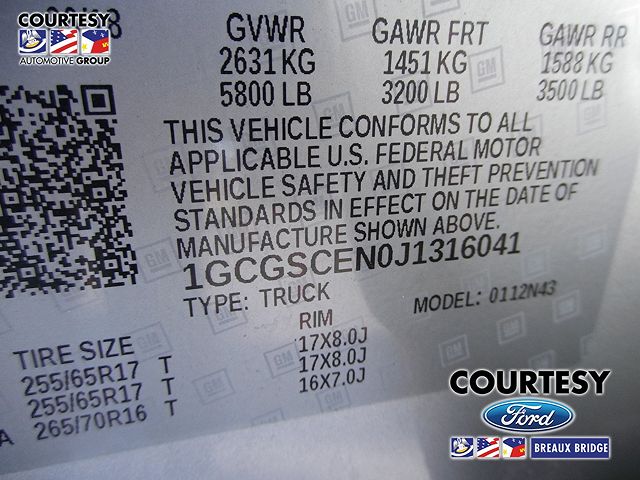 COURTESY
AUTOMOTIVE GROUP
GVWR GAWR FRT GAWR RR
2631 KG 1451 KG 1588 KG
5800 LB 3200 LB 3500 LB
THIS VEHICLE CONFORMS TO ALL
APPLICABLE U.S. FEDERAL MOTOR
VEHICLE SAFETY AND THEFT PREVENTION
STANDARDS IN EFFECT ON THE DATE OF
MANUFACTURE SHOWN ABOVE.
1GCGSCEN0J1316041
TYPE: TRUCK MODEL: 0112N43
TIRE SIZE RIM
255/65R17 T 17X8.0J
255/65R17 T 17X8.0J
A 265/70R16 T 16X7.0J
GM
COURTESY
Ford
BREAUX BRIDGE